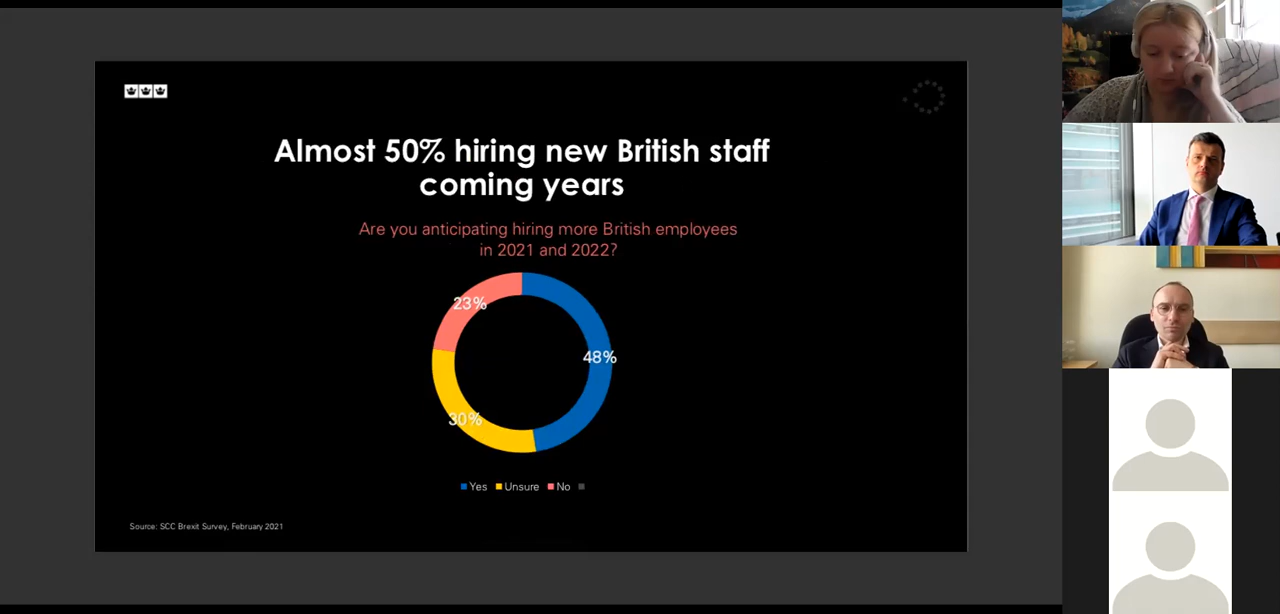 Almost 50% hiring new British staff
coming years
Are you anticipating hiring more British employees
in 2021 and 2022?
23%
48%
30%
Yes Unsure No
Source: SCC Brexit Survey, February 2021